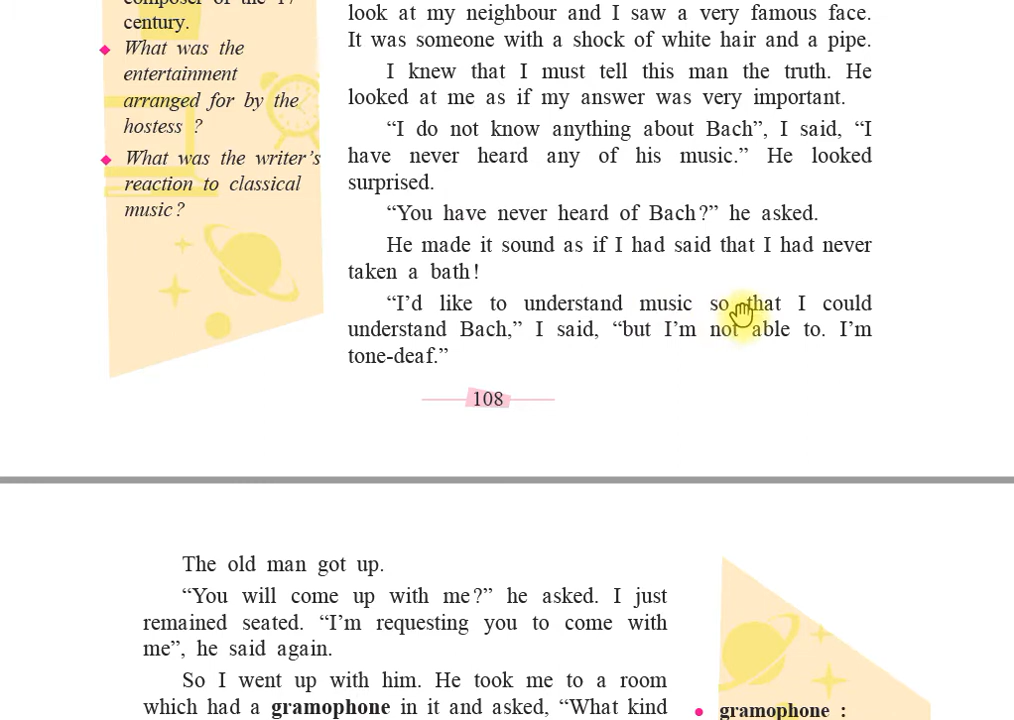 century.
◆ What was the
entertainment
arranged for by the
hostess ?
◆ What was the writer's
reaction to classical
music?
look at my neighbour and I saw a very famous face.
It was someone with a shock of white hair and a pipe.
I knew that I must tell this man the truth. He
looked at me as if my answer was very important.
“I do not know anything about Bach”, I said, “I
have never heard any of his music.” He looked
surprised.
“You have never heard of Bach?” he asked.
He made it sound as if I had said that I had never
taken a bath!
“I’d like to understand music so that I could
understand Bach,” I said, “but I’m not able to. I’m
tone-deaf.”
108
The old man got up.
“You will come up with me?” he asked. I just
remained seated. “I’m requesting you to come with
me”, he said again.
So I went up with him. He took me to a room
which had a gramophone in it and asked, “What kind
• gramophone :